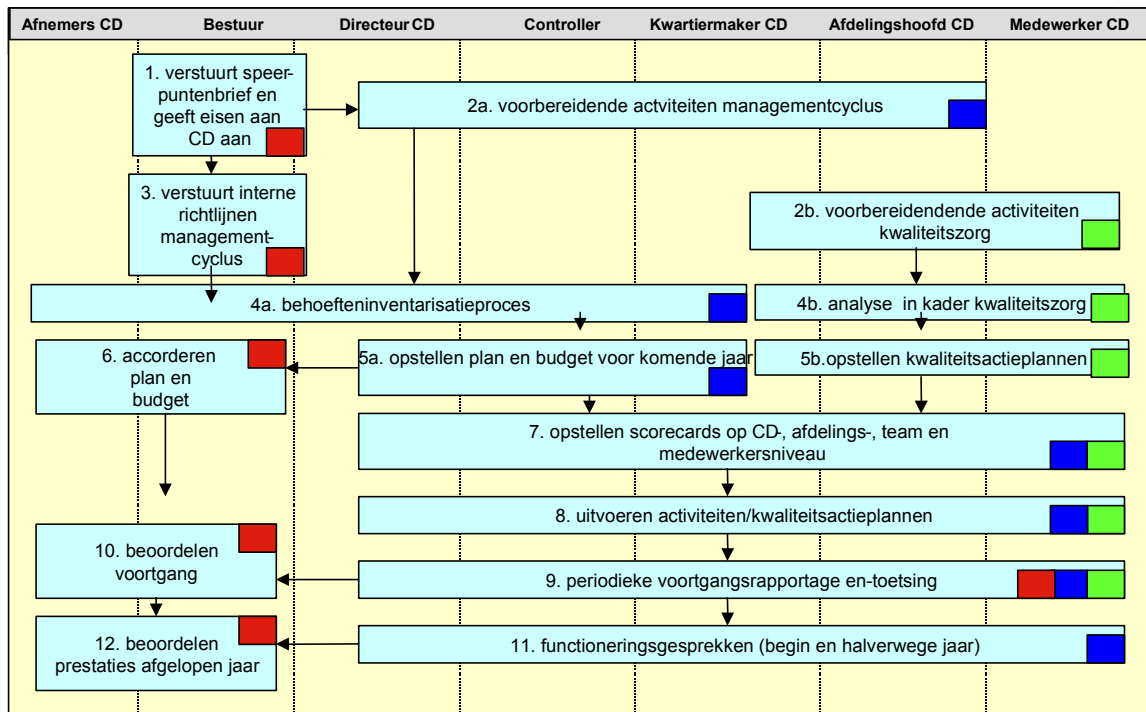 Afnemers CD Bestuur Directeur CD Controller Kwartiermaker CD Afdelingshoofd CD Medewerker CD
1. verstuurt speer-
puntenbrief en
geeft eisen aan
CD aan
2a. voorbereidende actviteiten managementcyclus
3. verstuurt interne
richtlijnen
management-
cyclus
2b. voorbereidendende activiteiten
kwaliteitszorg
4a. behoefteninventarisatieproces
4b. analyse in kader kwaliteitszorg
6. accorderen
plan en
budget
5a. opstellen plan en budget voor komende jaar
5b.opstellen kwaliteitsactieplannen
7. opstellen scorecards op CD-, afdelings-, team en
medewerkersniveau
8. uitvoeren activiteiten/kwaliteitsactieplannen
10. beoordelen
voortgang
9. periodieke voortgangsrapportage en-toetsing
12. beoordelen
prestaties afgelopen jaar
11. functioneringsgesprekken (begin en halverwege jaar)